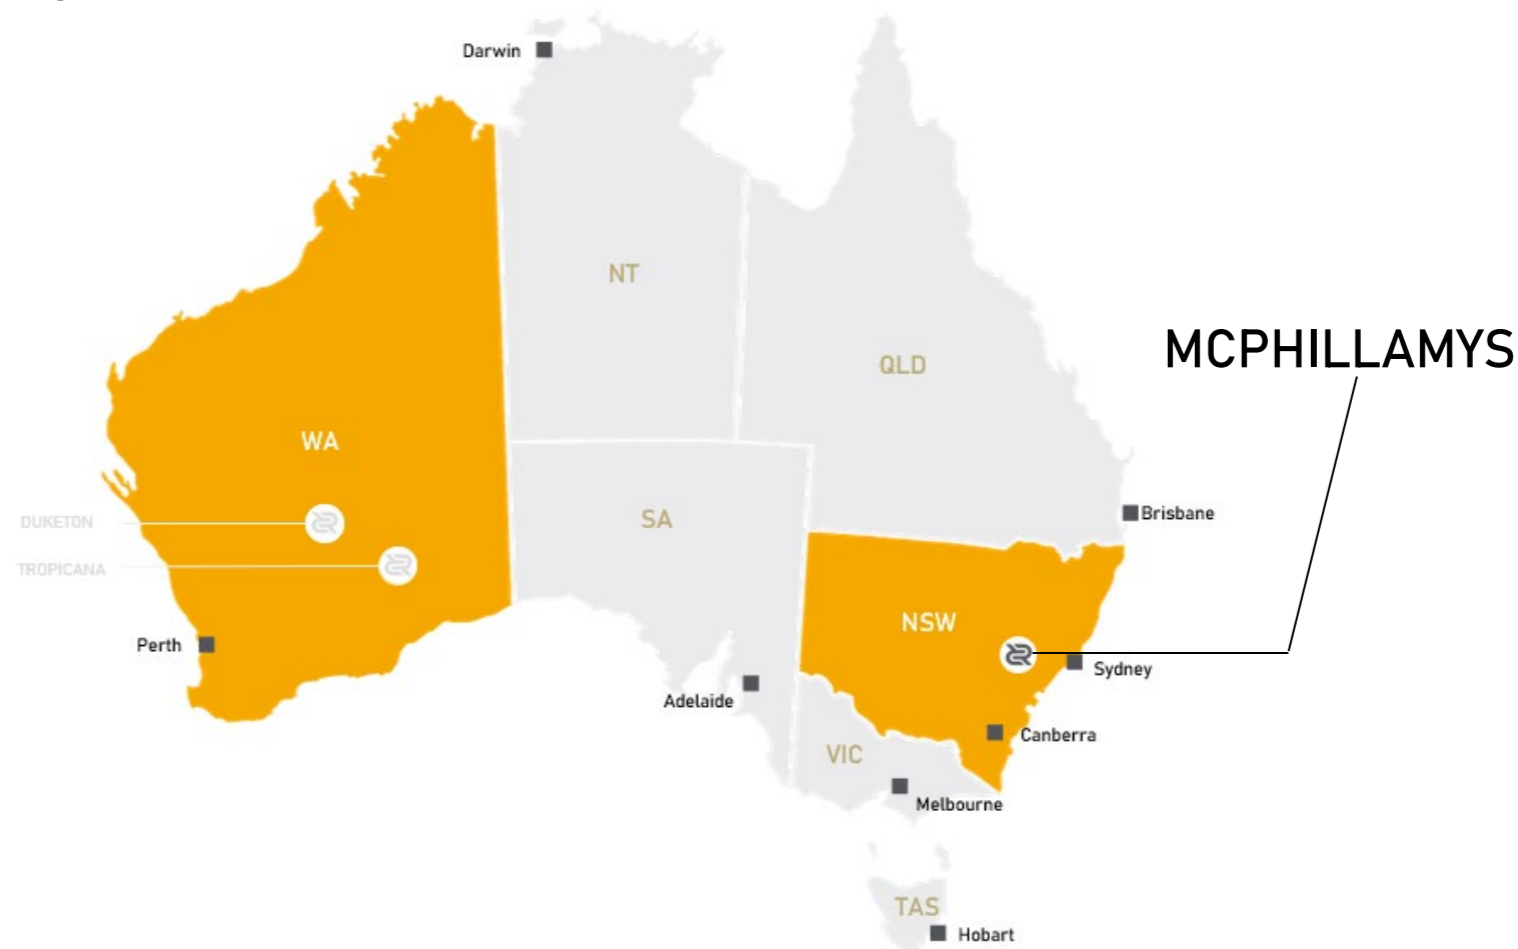 Darwin
NT
MCPHILLAMYS
QLD
WA
DUKETON
SA
Brisbane
TROPICANA
NSW
Perth
Sydney
Adelaide
Canberra
VIC
Melbourne
TAS
Hobart